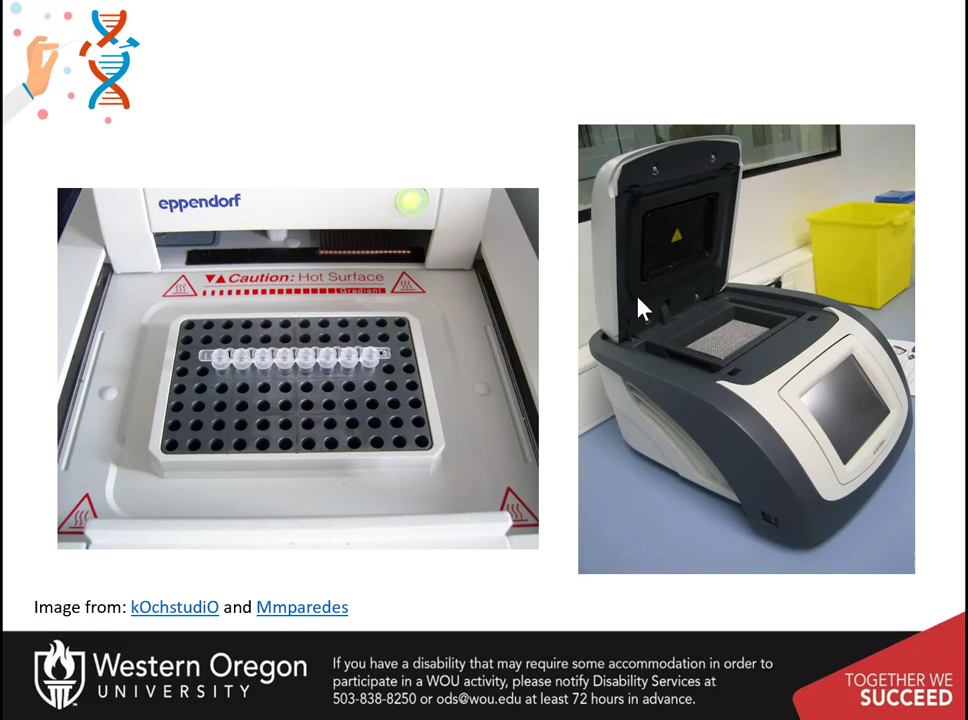 eppendorf
Caution: Hot Surface
Gradient
Image from: kOchstudiO and Mmparedes
Western Oregon
UNIVERSITY
If you have a disability that may require some accommodation in order to
participate in a WOU activity, please notify Disability Services at
503-838-8250 or ods@wou.edu at least 72 hours in advance.
TOGETHER WE
SUCCEED